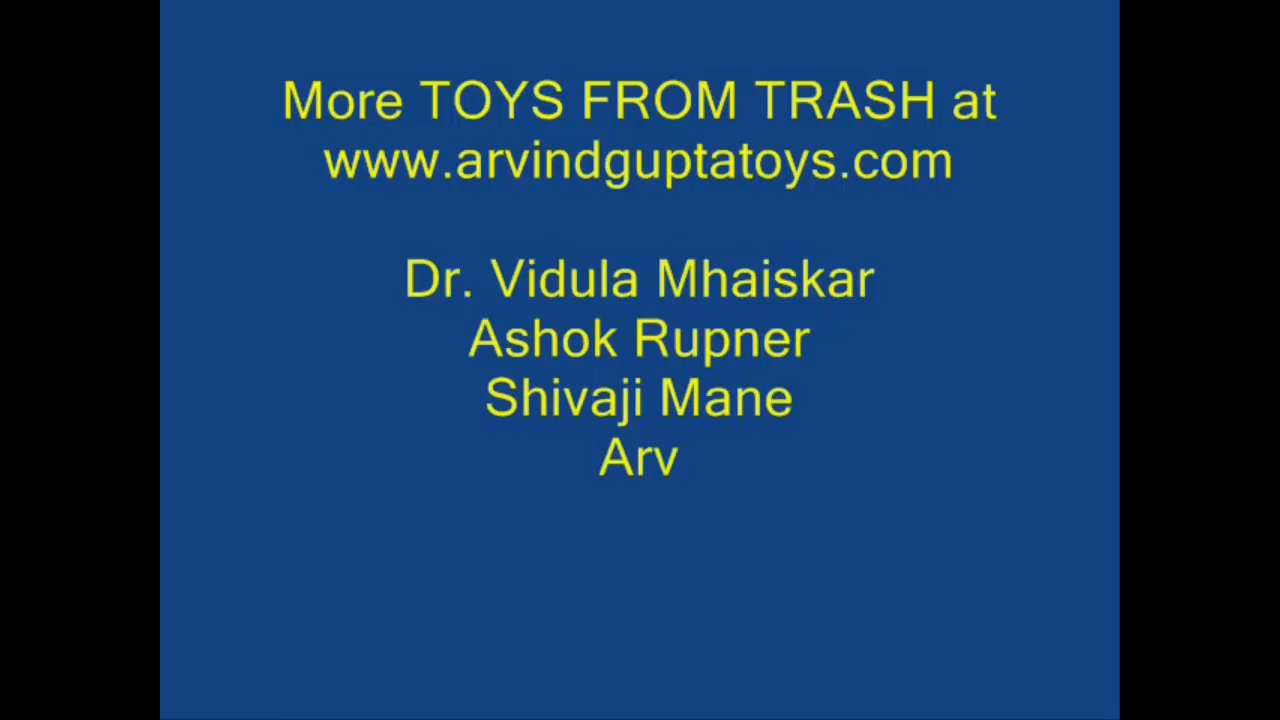 More TOYS FROM TRASH at
www.arvindguptatoys.com
Dr. Vidula Mhaiskar
Ashok Rupner
Shivaji Mane
Arv